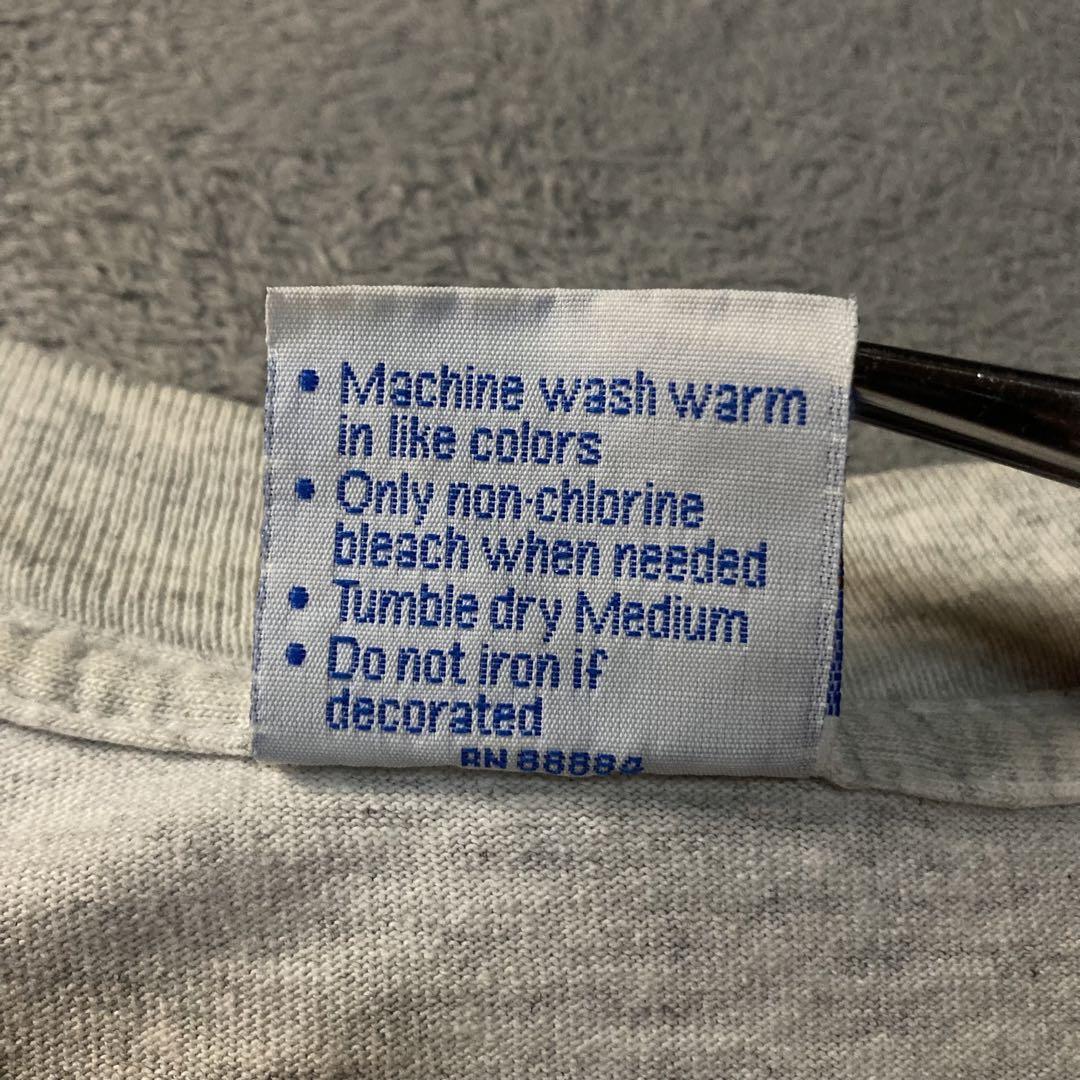 • Machine wash warm
in like colors
• Only non-chlorine
bleach when needed
• Tumble dry Medium
• Do not iron if
decorated
RN 88884